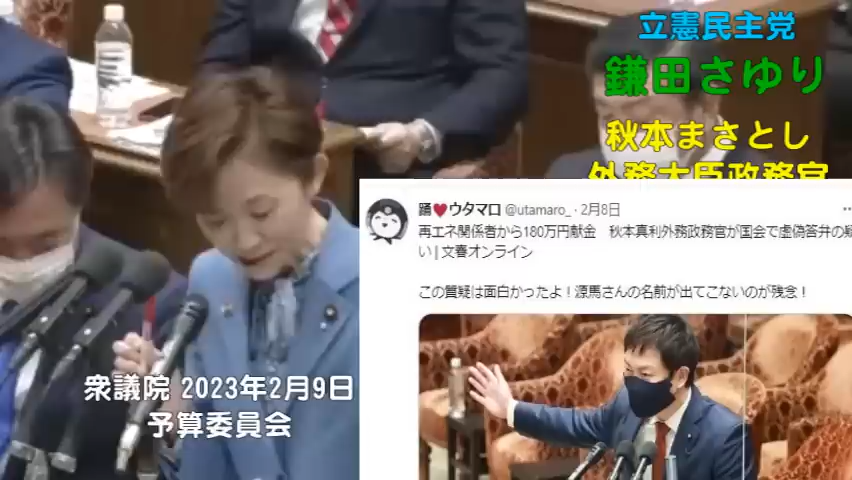 立憲民主党
鎌田さゆり
秋本まさとし
外務大臣政務官
踊♥ウタマロ @utamaro_ · 2月8日
再エネ関係者から180万円献金 秋本真利外務政務官が国会で虚偽答弁の疑
い | 文春オンライン
この質疑は面白かったよ！源馬さんの名前が出てこないのが残念！
衆議院 2023年2月9日
予算委員会